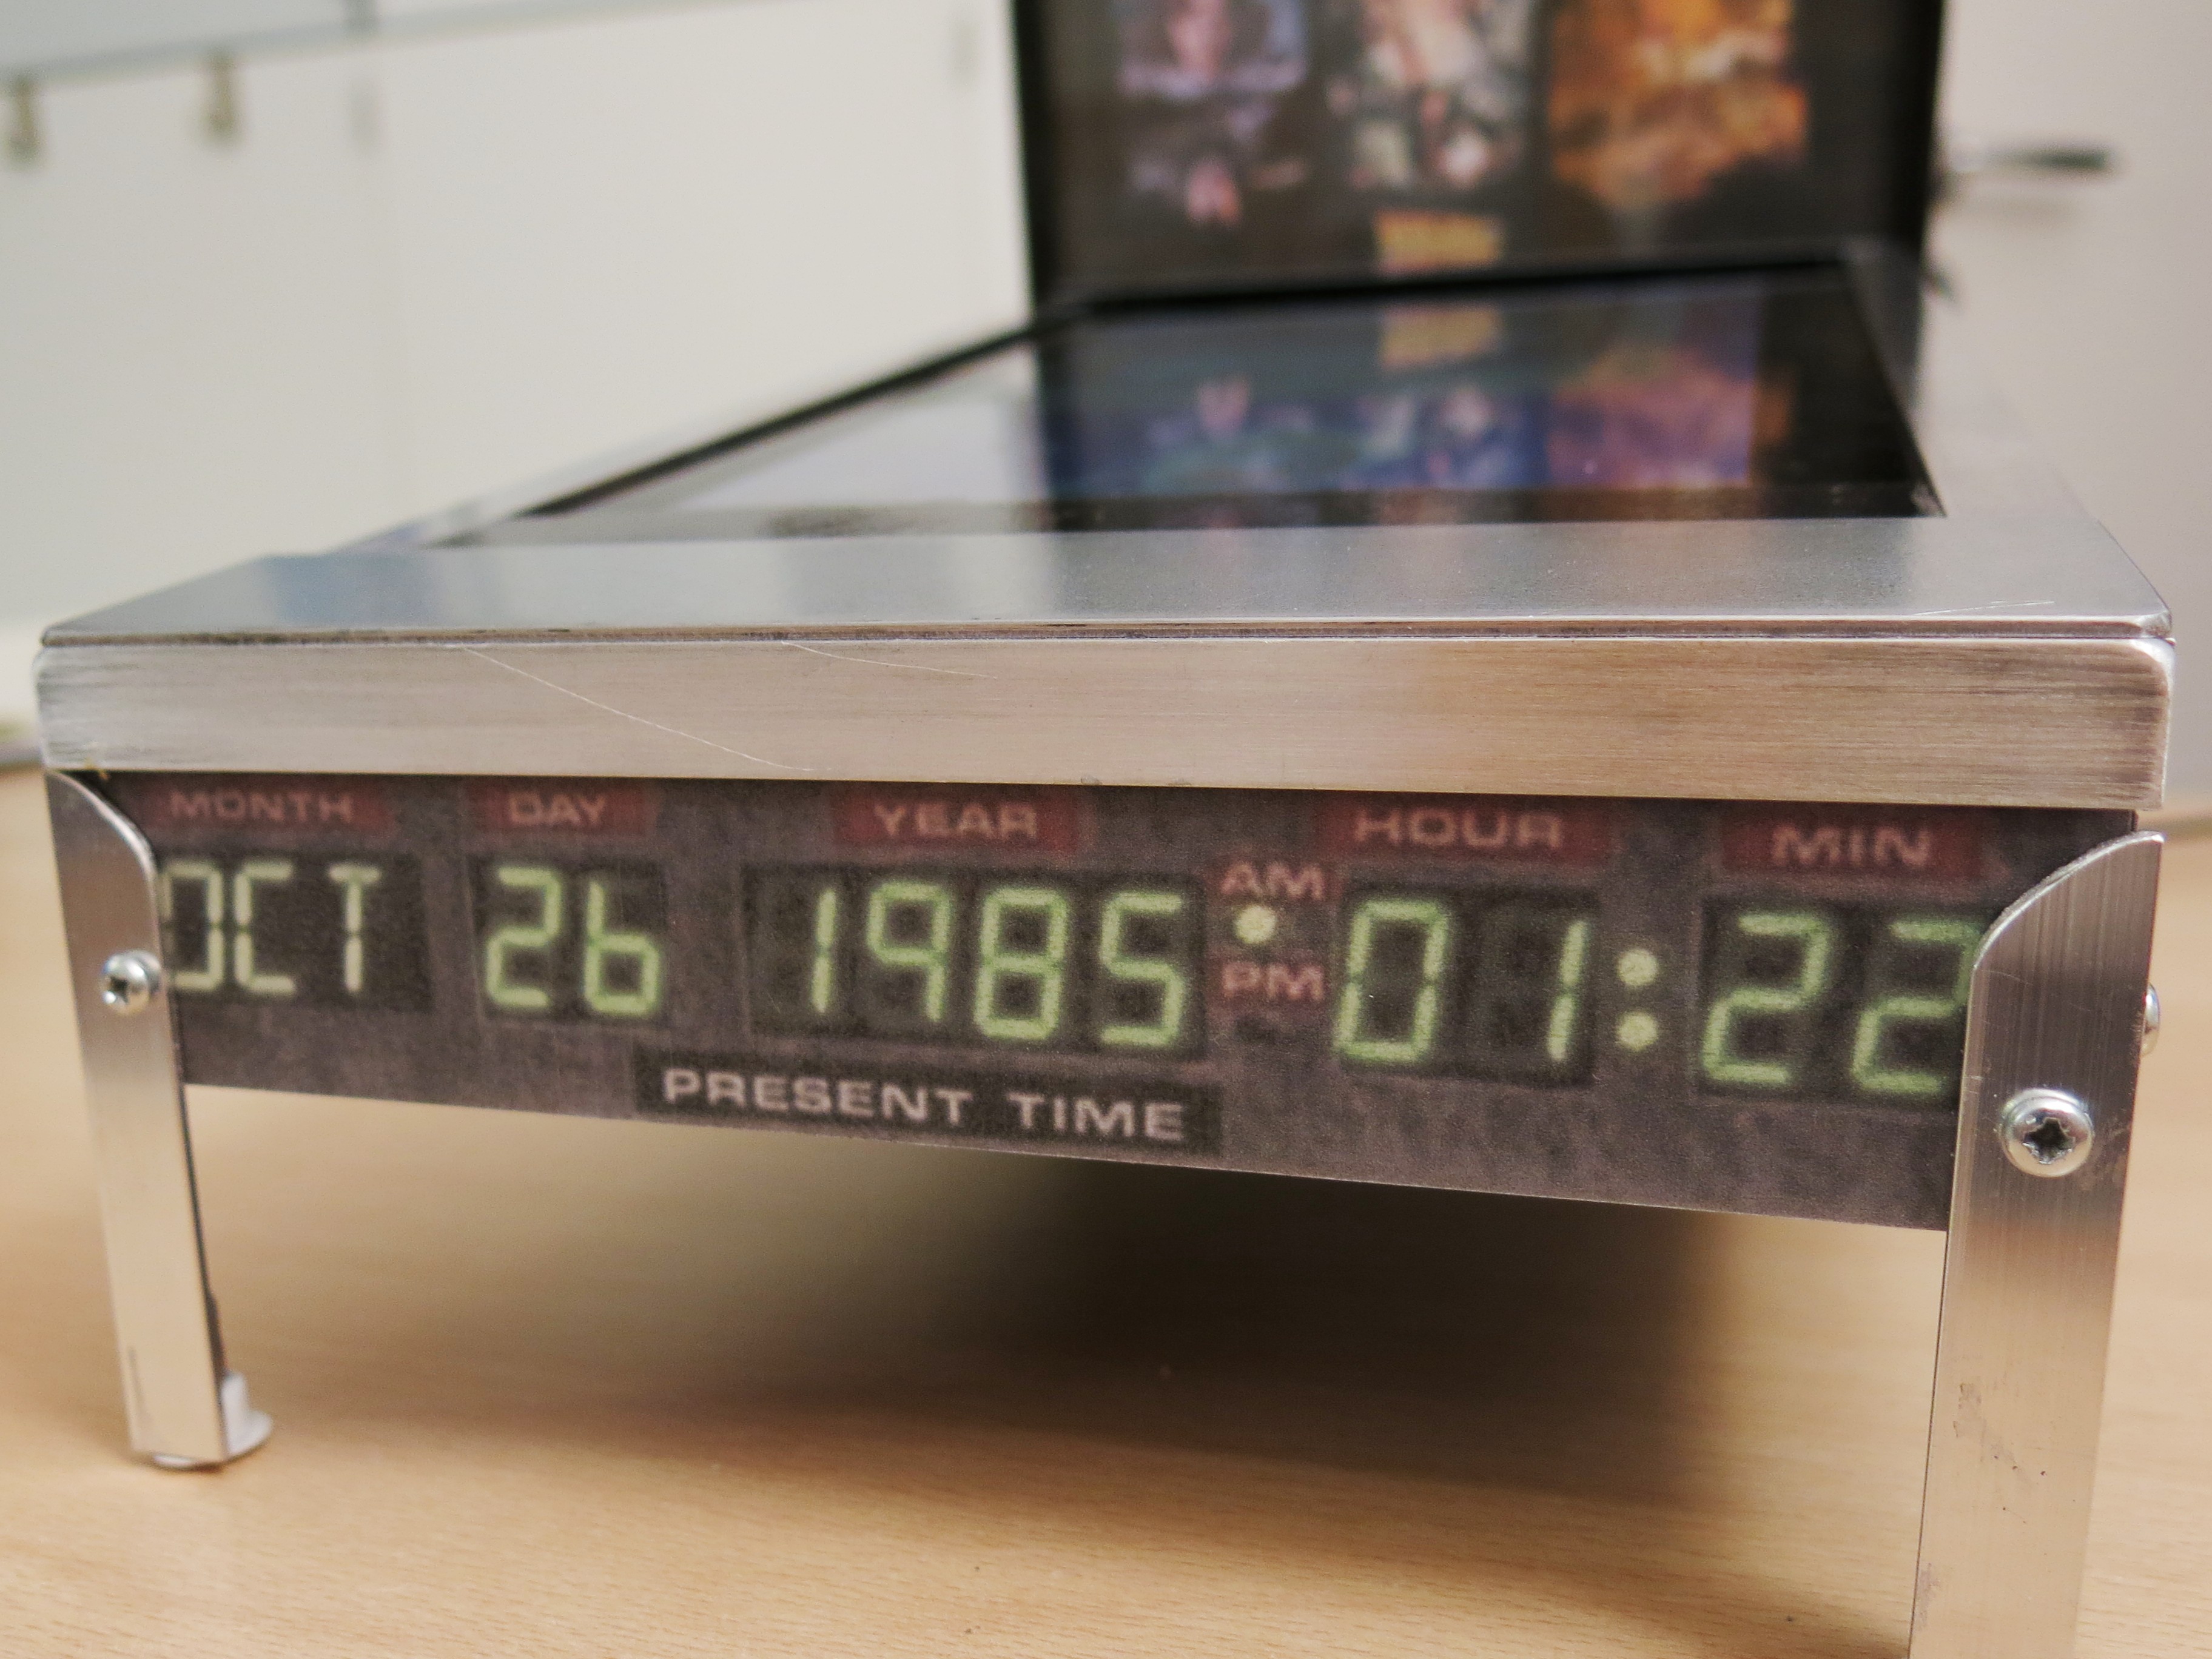 MONTH DAY YEAR HOUR MIN
OCT 26 1985 AM PM 01:22
PRESENT TIME